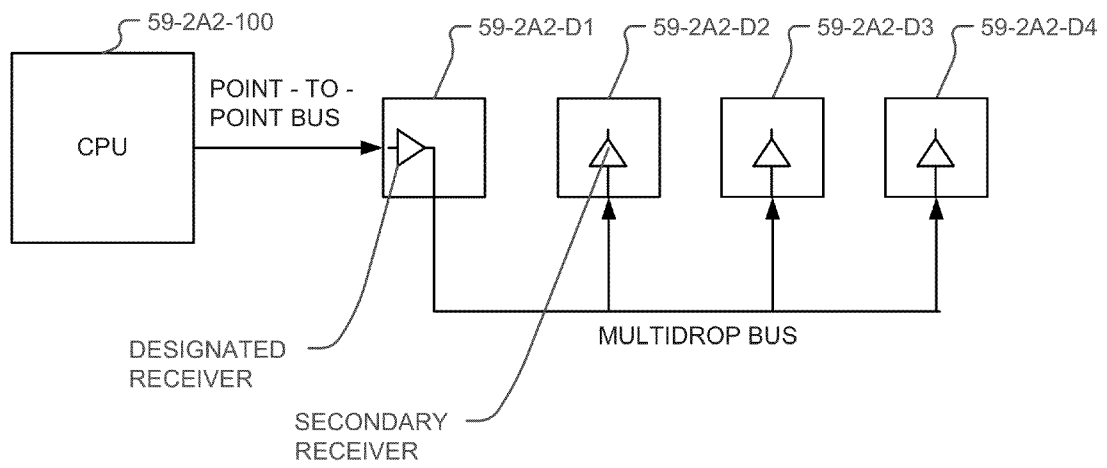 59-2A2-100
59-2A2-D1
59-2A2-D2
59-2A2-D3
59-2A2-D4
POINT - TO -
POINT BUS
CPU
MULTIDROP BUS
DESIGNATED
RECEIVER
SECONDARY
RECEIVER